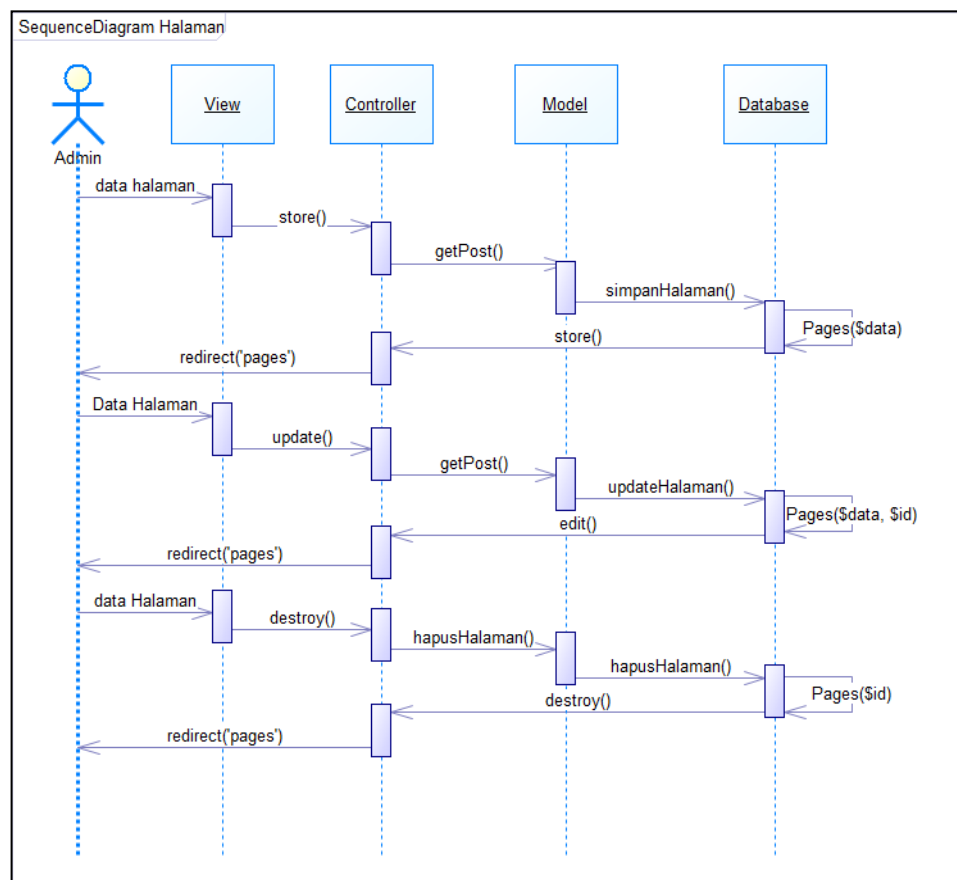 SequenceDiagram Halaman
View
Controller
Model
Database
Admin
data halaman
store()
getPost()
simpanHalaman()
Pages($data)
store()
redirect('pages')
Data Halaman
update()
getPost()
updateHalaman()
Pages($data, $id)
edit()
redirect('pages')
data Halaman
destroy()
hapusHalaman()
hapusHalaman()
Pages($id)
destroy()
redirect('pages')